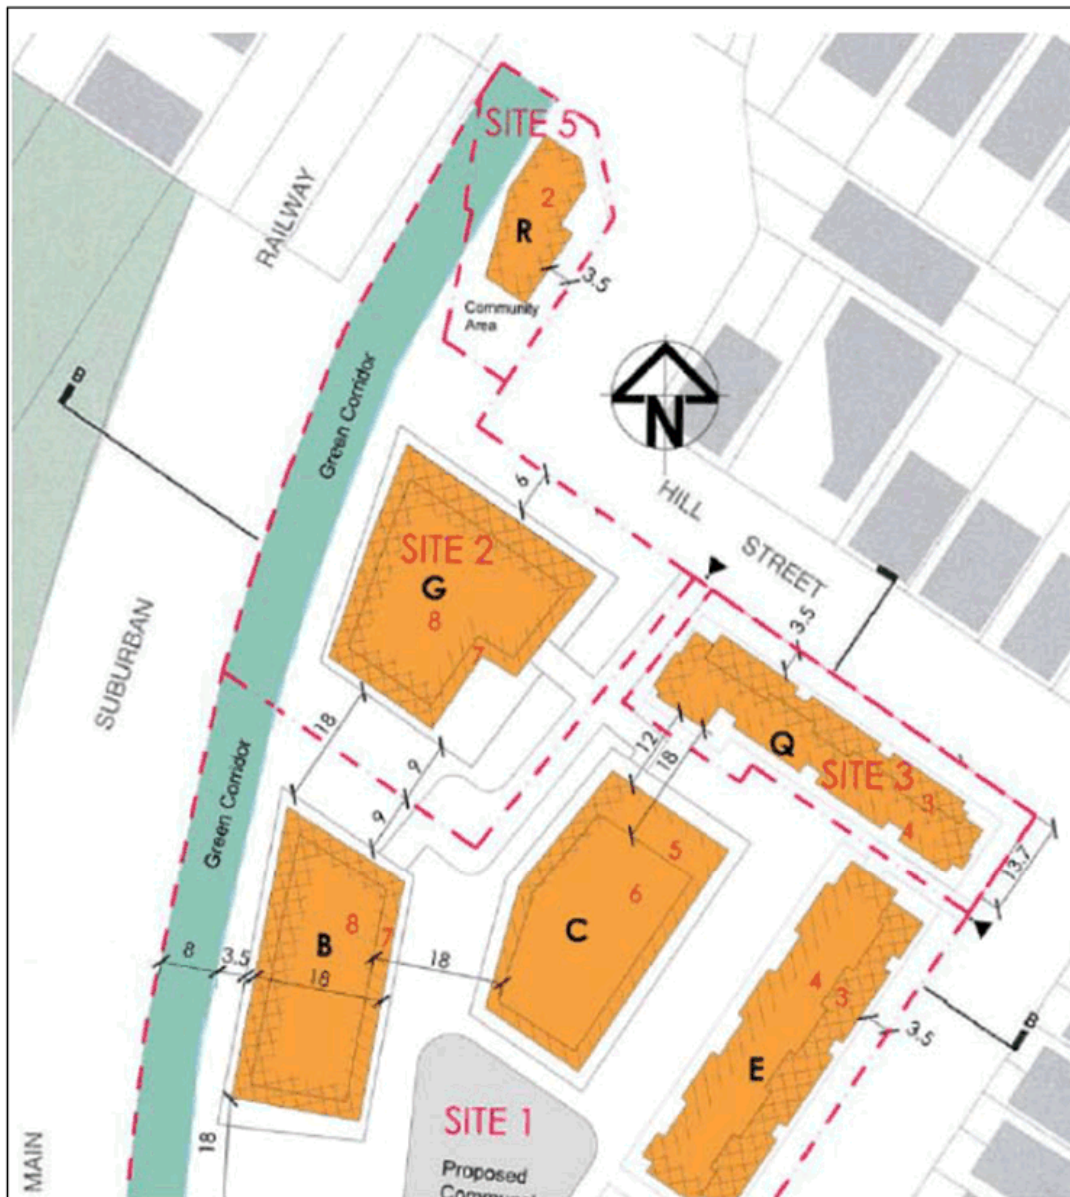 SITE 5
2
R
3.5
Community
Area
RAILWAY
B
Green Corridor
N
6
HILL
STREET
SITE 2
G
8
7
3.5
SUBURBAN
18
9
9
12
18
Q
SITE 3
3
4
13.7
Green Corridor
5
6
C
8
7
B
8
3.5
18
18
4
3
E
3.5
B
SITE 1
18
MAIN
Proposed